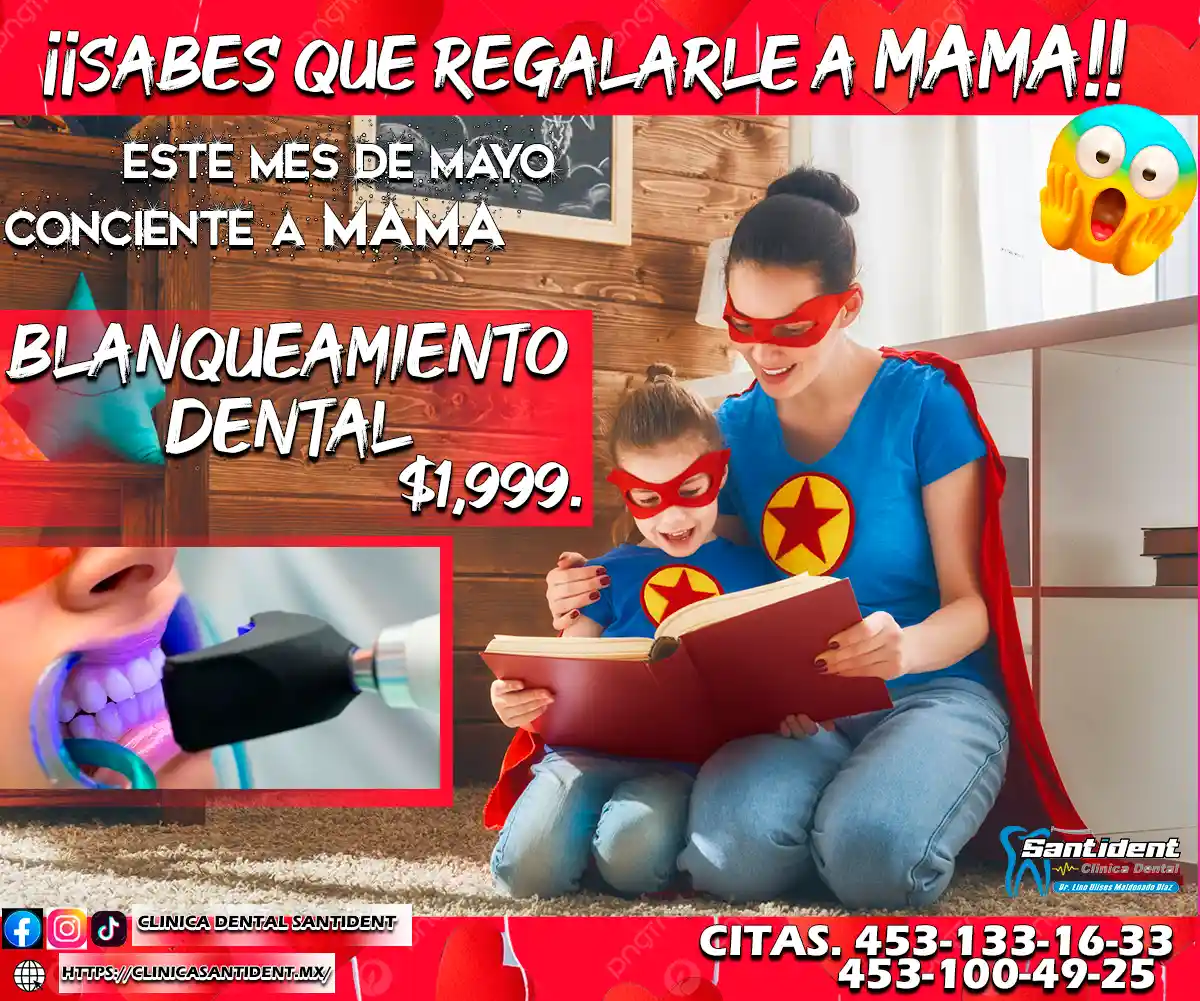 ¡¡SABES QUE REGALARLE A MAMA!!
ESTE MES DE MAYO
CONCIENTE A MAMA
BLANQUEAMIENTO
DENTAL
$1,999.
Santident
Clinica Dental
Dr. Lino Ulises Maldonado Díaz
CLINICA DENTAL SANTIDENT
HTTPS://CLINICASANTIDENT.MX/
CITAS. 453-133-16-33
453-100-49-25